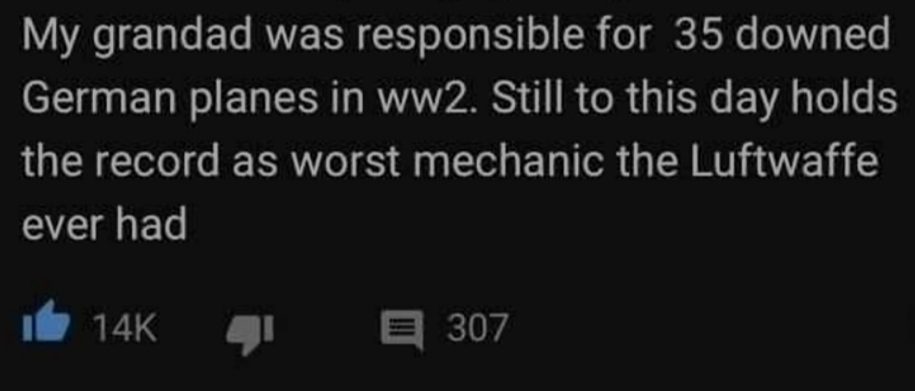 My grandad was responsible for 35 downed
German planes in ww2. Still to this day holds
the record as worst mechanic the Luftwaffe
ever had
14K 307